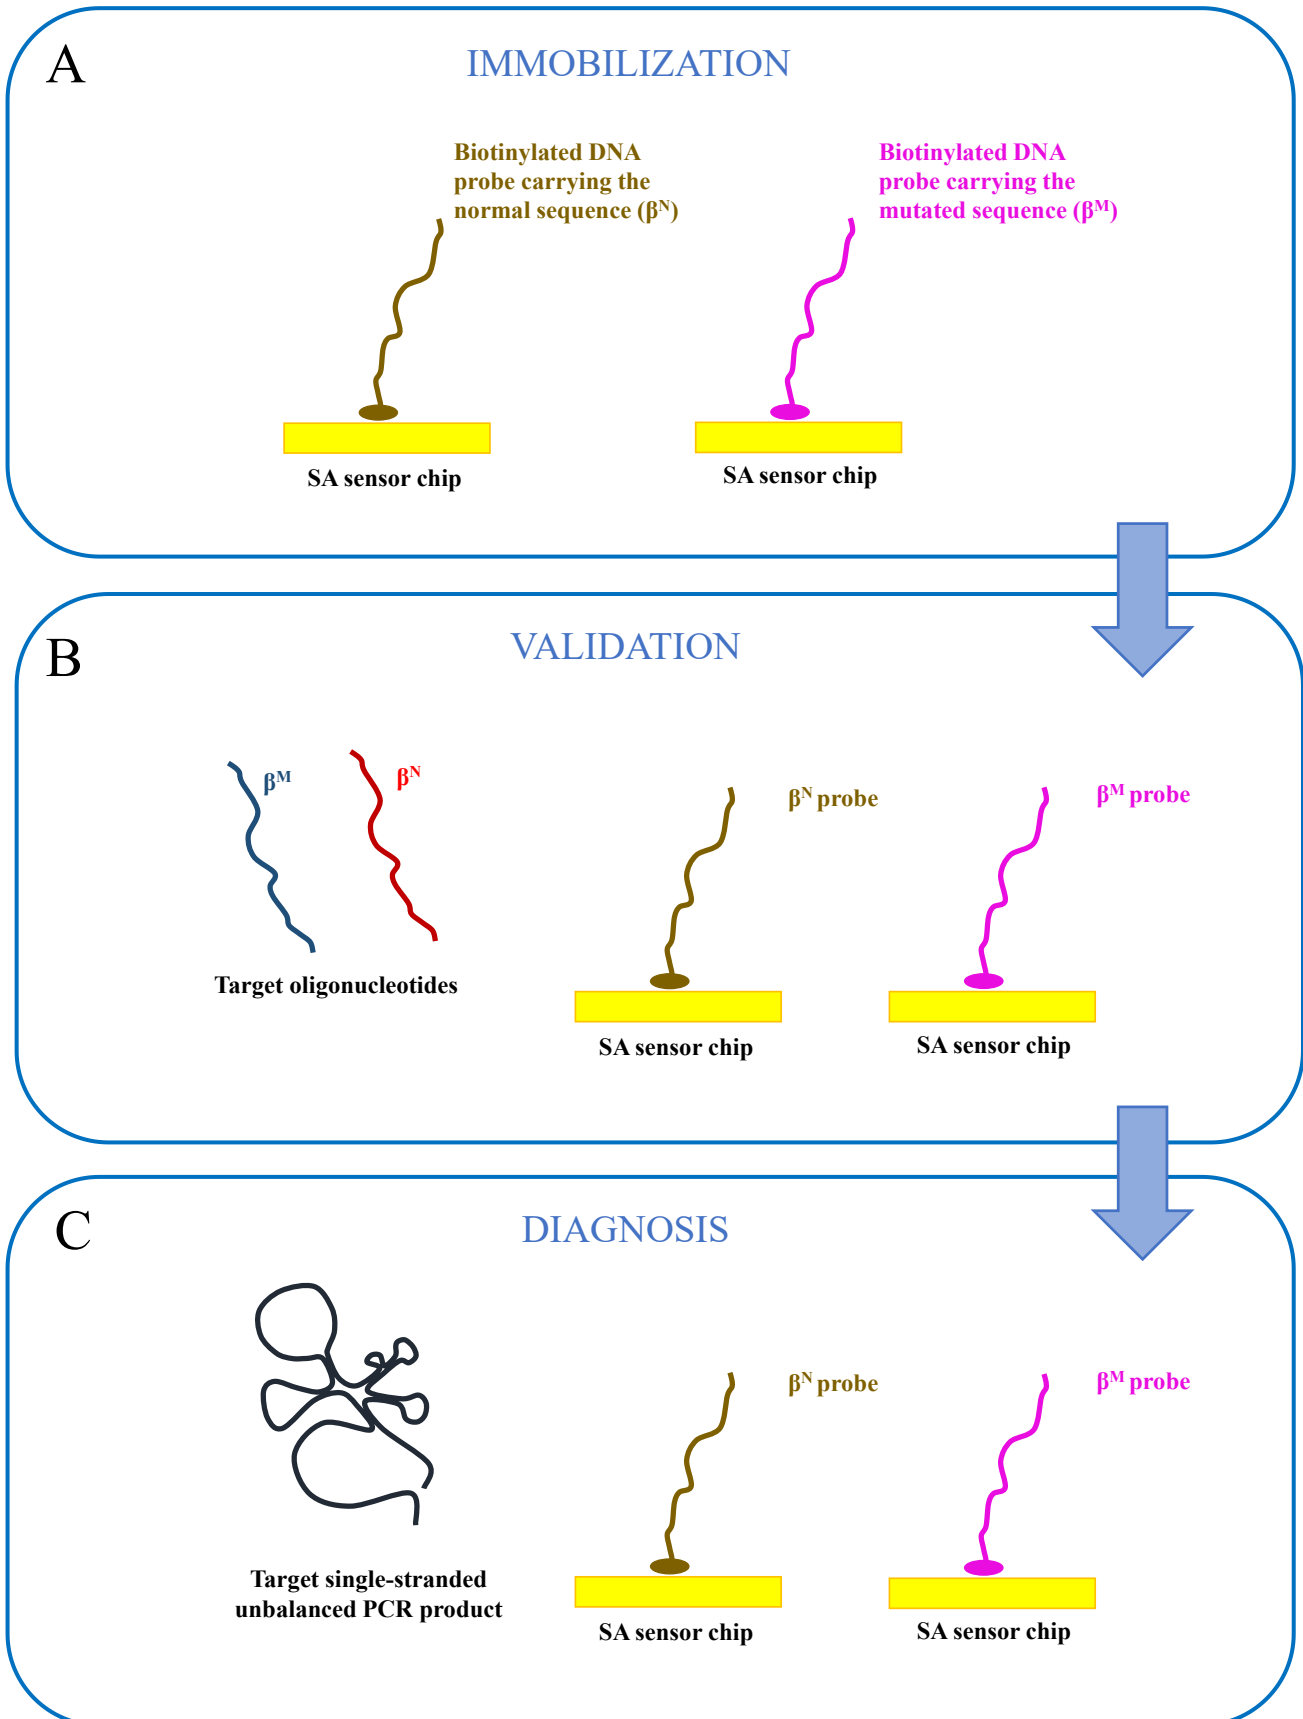 A
IMMOBILIZATION
Biotinylated DNA
probe carrying the
normal sequence (βᴺ)
Biotinylated DNA
probe carrying the
mutated sequence (βᴹ)
SA sensor chip
SA sensor chip
B
VALIDATION
βᴹ
βᴺ
βᴺ probe
βᴹ probe
Target oligonucleotides
SA sensor chip
SA sensor chip
C
DIAGNOSIS
βᴺ probe
βᴹ probe
Target single-stranded
unbalanced PCR product
SA sensor chip
SA sensor chip